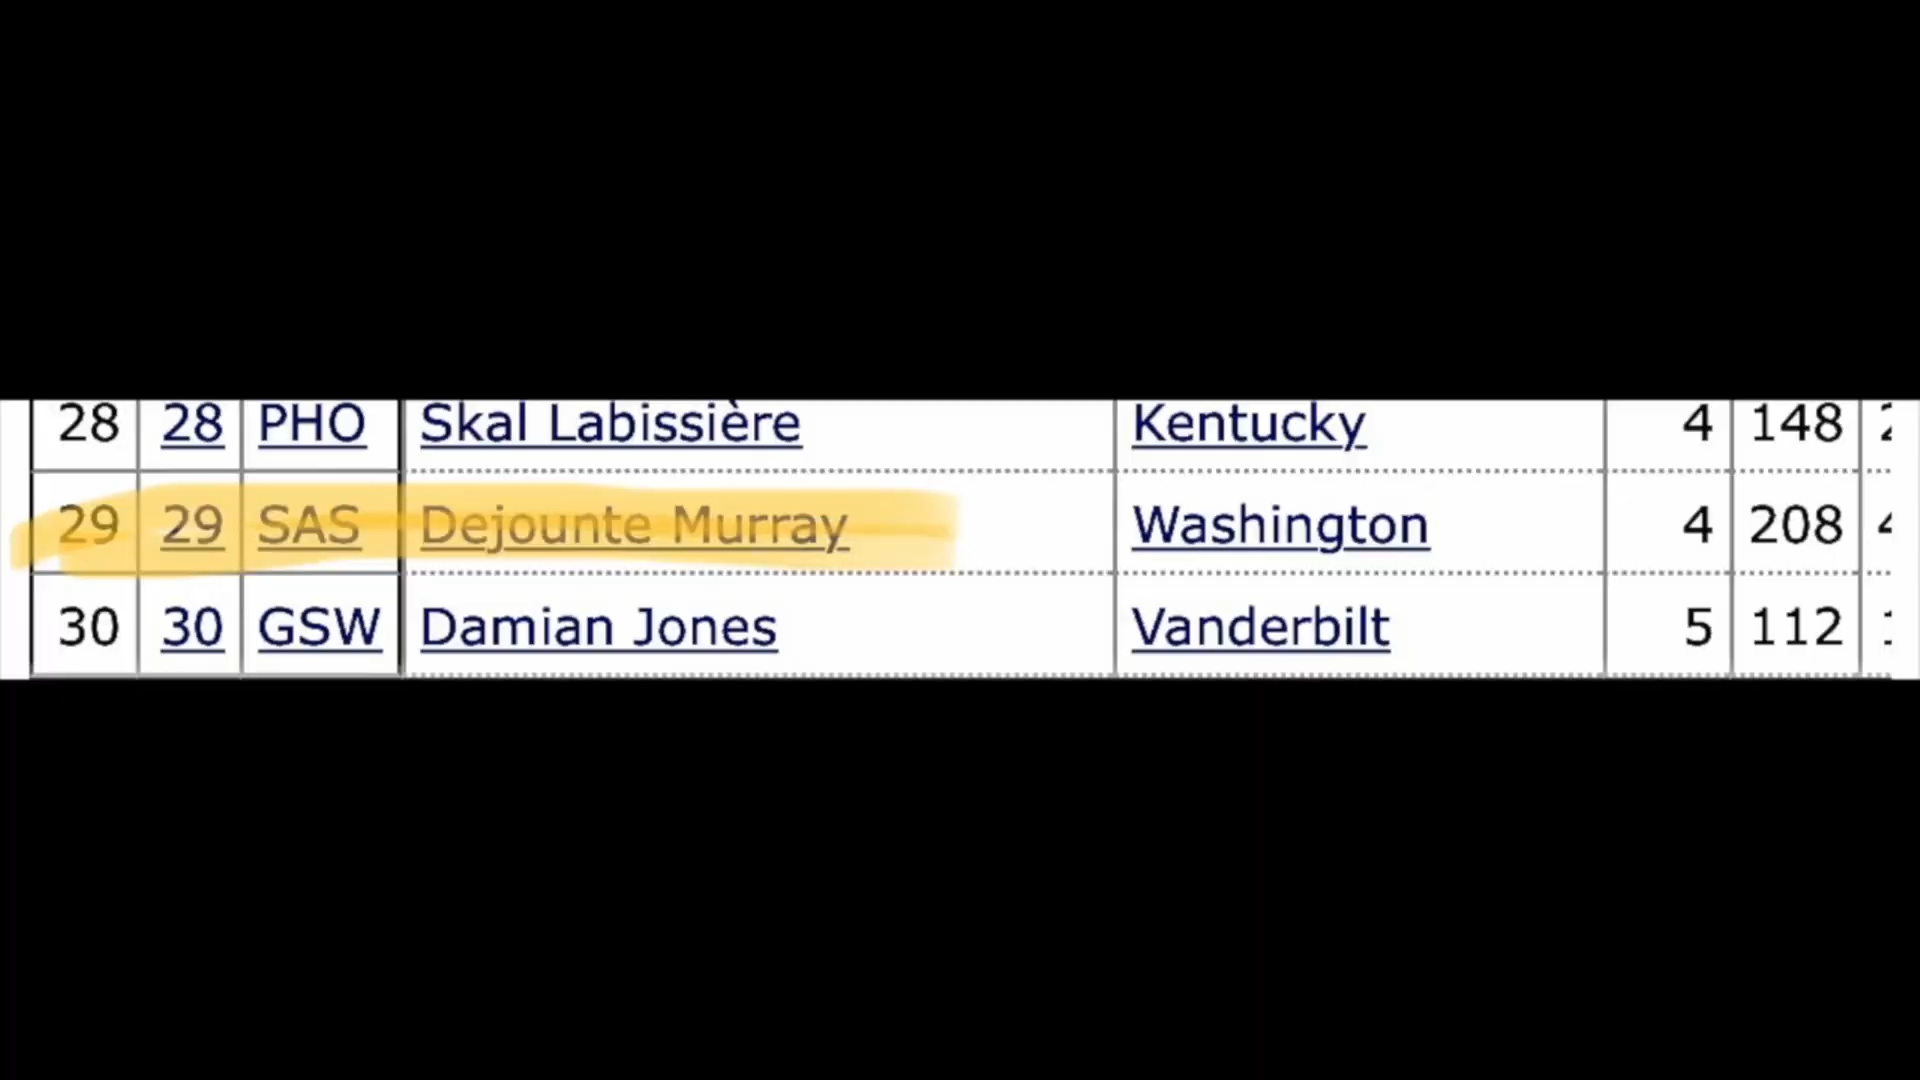 28 28 PHO Skal Labissière Kentucky 4 148
29 29 SAS Dejounte Murray Washington 4 208
30 30 GSW Damian Jones Vanderbilt 5 112